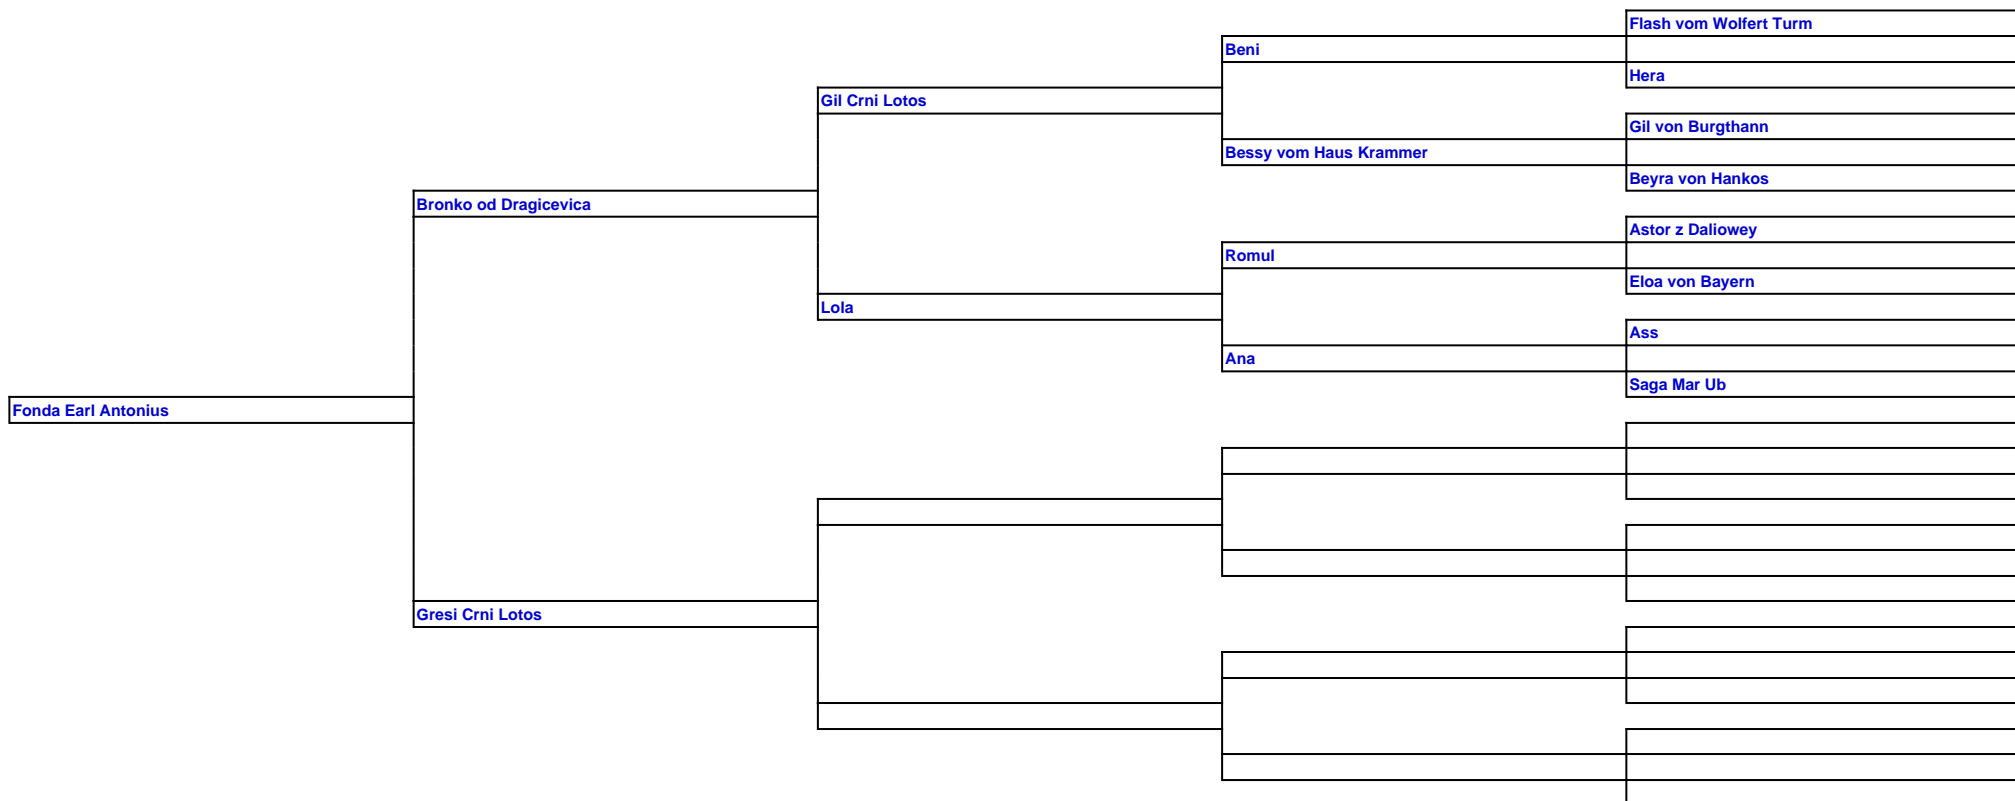 Flash vom Wolfert Turm
Beni
Hera
Gil Crni Lotos
Gil von Burgthann
Bessy vom Haus Krammer
Beyra von Hankos
Bronko od Dragicevica
Astor z Daliowey
Romul
Eloa von Bayern
Lola
Ass
Ana
Saga Mar Ub
Fonda Earl Antonius
Gresi Crni Lotos